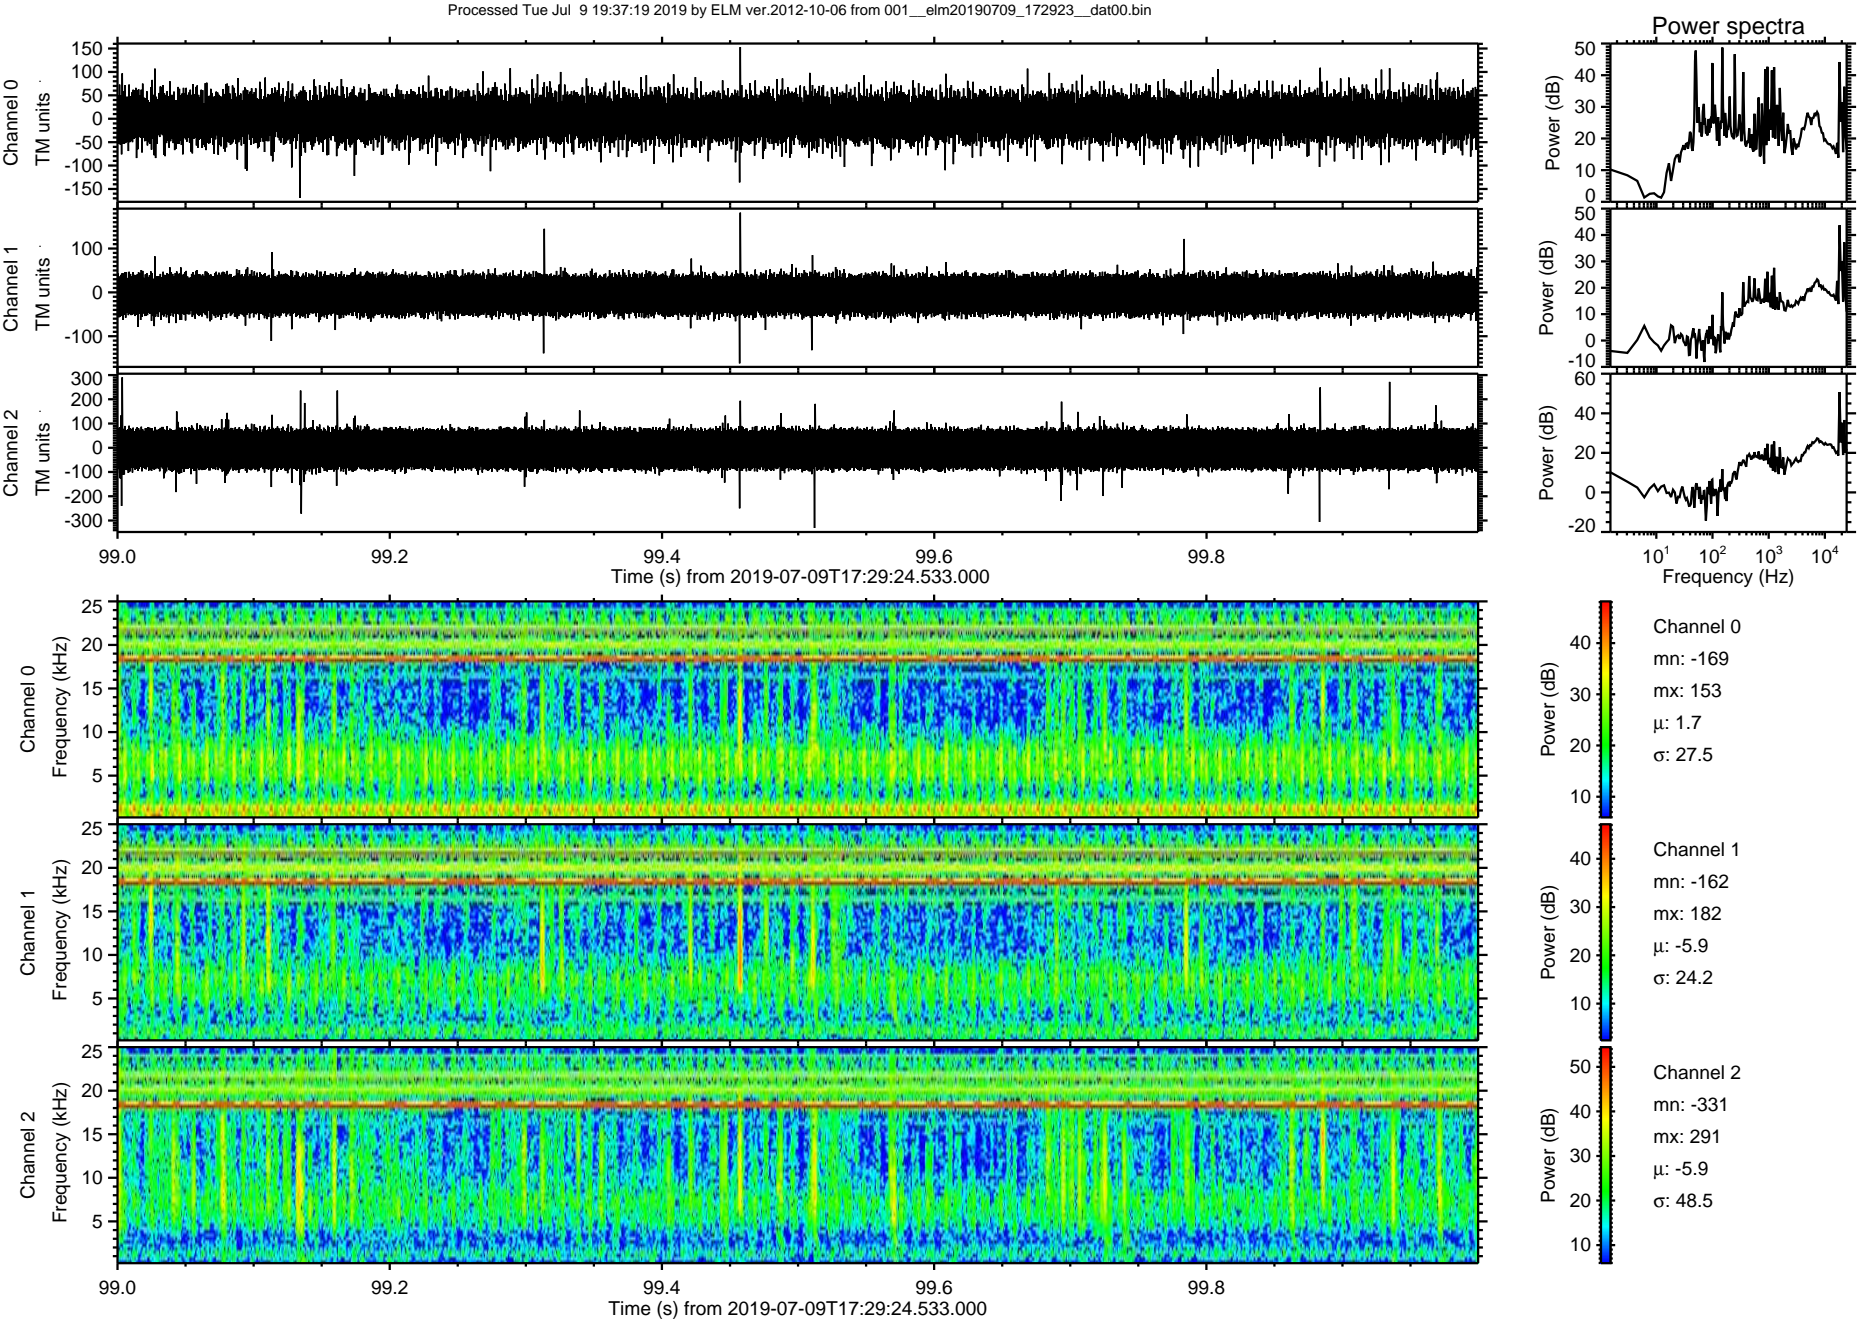 Processed Tue Jul  9 19:37:19 2019 by ELM ver.2012-10-06 from 001__elm20190709_172923__dat00.bin
Power spectra
Channel 0
TM units
150
100
50
0
-50
-100
-150
Power (dB)
50
40
30
20
10
0
Channel 1
TM units
100
0
-100
Power (dB)
50
40
30
20
10
0
-10
Channel 2
TM units
300
200
100
0
-100
-200
-300
Power (dB)
60
40
20
0
-20
99.0 99.2 99.4 99.6 99.8
Time (s) from 2019-07-09T17:29:24.533.000
10^1 10^2 10^3 10^4
Frequency (Hz)
Channel 0
Frequency (kHz)
25
20
15
10
5
Power (dB)
40
30
20
10
Channel 0
mn: -169
mx: 153
μ: 1.7
σ: 27.5
Channel 1
Frequency (kHz)
25
20
15
10
5
Power (dB)
40
30
20
10
Channel 1
mn: -162
mx: 182
μ: -5.9
σ: 24.2
Channel 2
Frequency (kHz)
25
20
15
10
5
Power (dB)
50
40
30
20
10
Channel 2
mn: -331
mx: 291
μ: -5.9
σ: 48.5
99.0 99.2 99.4 99.6 99.8
Time (s) from 2019-07-09T17:29:24.533.000